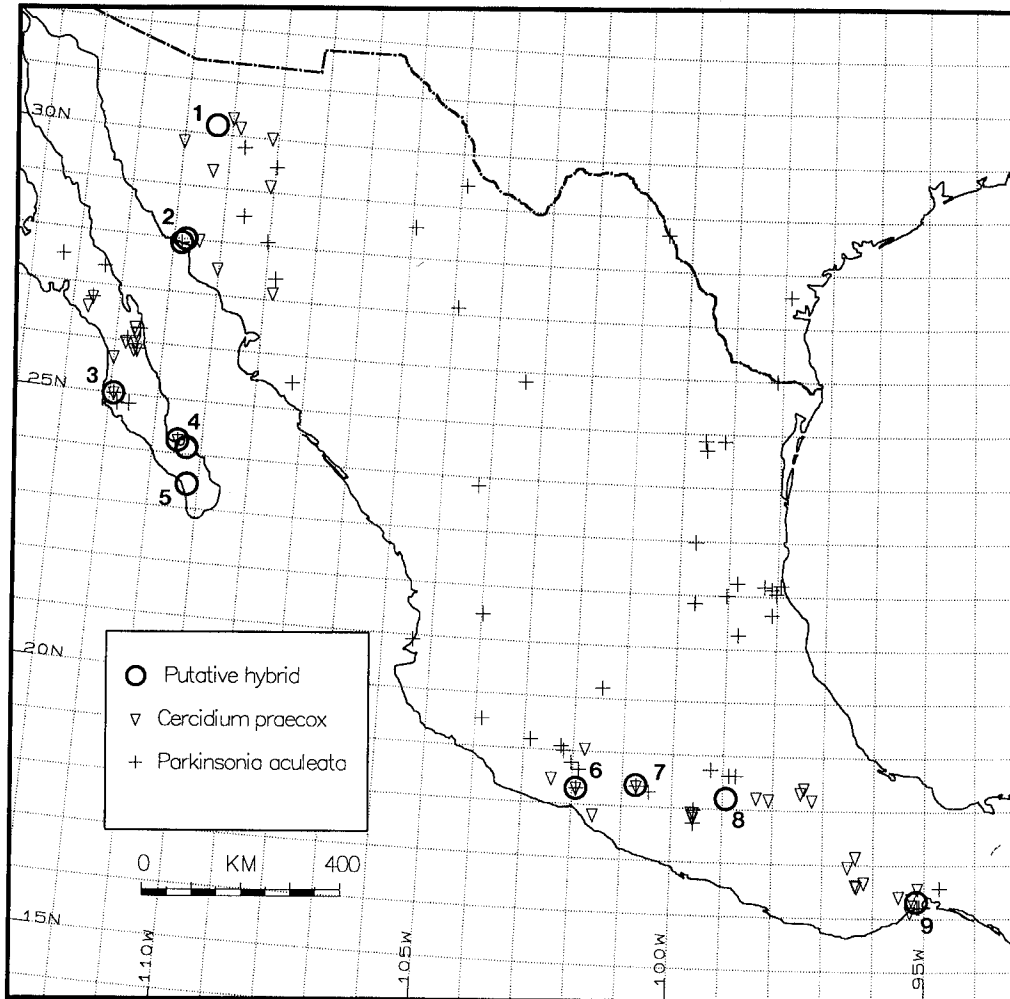 30N
1
2
25N
3
4
5
20N
Putative hybrid
Cercidium praecox
Parkinsonia aculeata
6
7
8
0 KM 400
15N
9
110W
105W
100W
95W